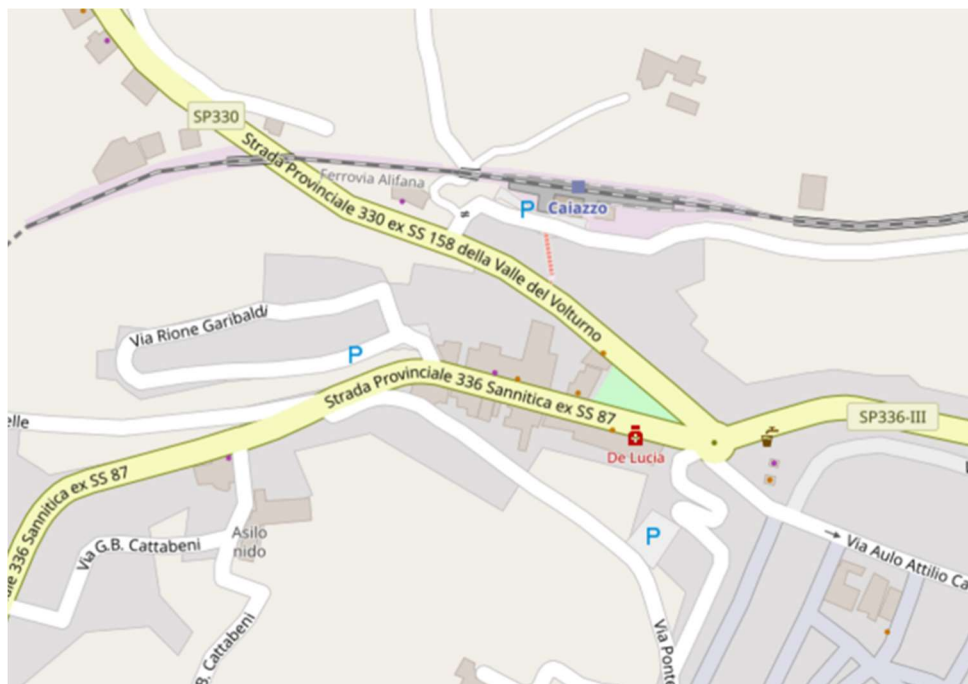 SP330
Strada Provinciale 330 ex SS 158 della Valle del Volturno
Ferrovia Alifana
P
Caiazzo
Via Rione Garibaldi
P
Strada Provinciale 336 Sannitica ex SS 87
SP336-III
elle
De Lucia
336 Sannitica ex SS 87
P
Asilo
nido
Via G.B. Cattabeni
Via Aulo Attilio Ca
B. Cattabeni
Via Ponte